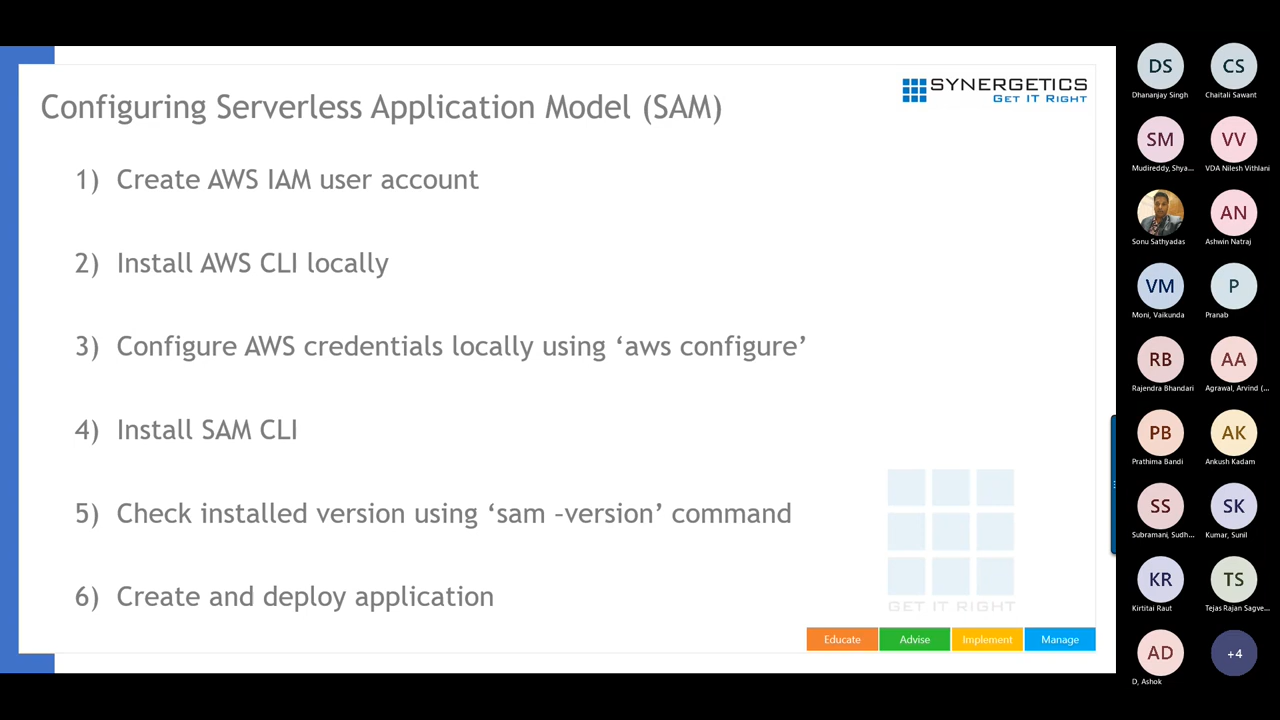 Configuring Serverless Application Model (SAM)
SYNERGETICS
GET IT RIGHT
1) Create AWS IAM user account
2) Install AWS CLI locally
3) Configure AWS credentials locally using ‘aws configure’
4) Install SAM CLI
5) Check installed version using ‘sam –version’ command
6) Create and deploy application
GET IT RIGHT
Educate Advise Implement Manage
DS CS
Dhananjay Singh Chaitali Sawant
SM VV
Mudireddy, Shya... VDA Nilesh Vithlani
AN
Sonu Sathyadas Ashwin Natraj
VM P
Moni, Vaikunda Pranab
RB AA
Rajendra Bhandari Agrawal, Arvind (...
PB AK
Prathima Bandi Ankush Kadam
SS SK
Subramani, Sudh... Kumar, Sunil
KR TS
Kirtitai Raut Tejas Rajan Sagve...
AD +4
D, Ashok